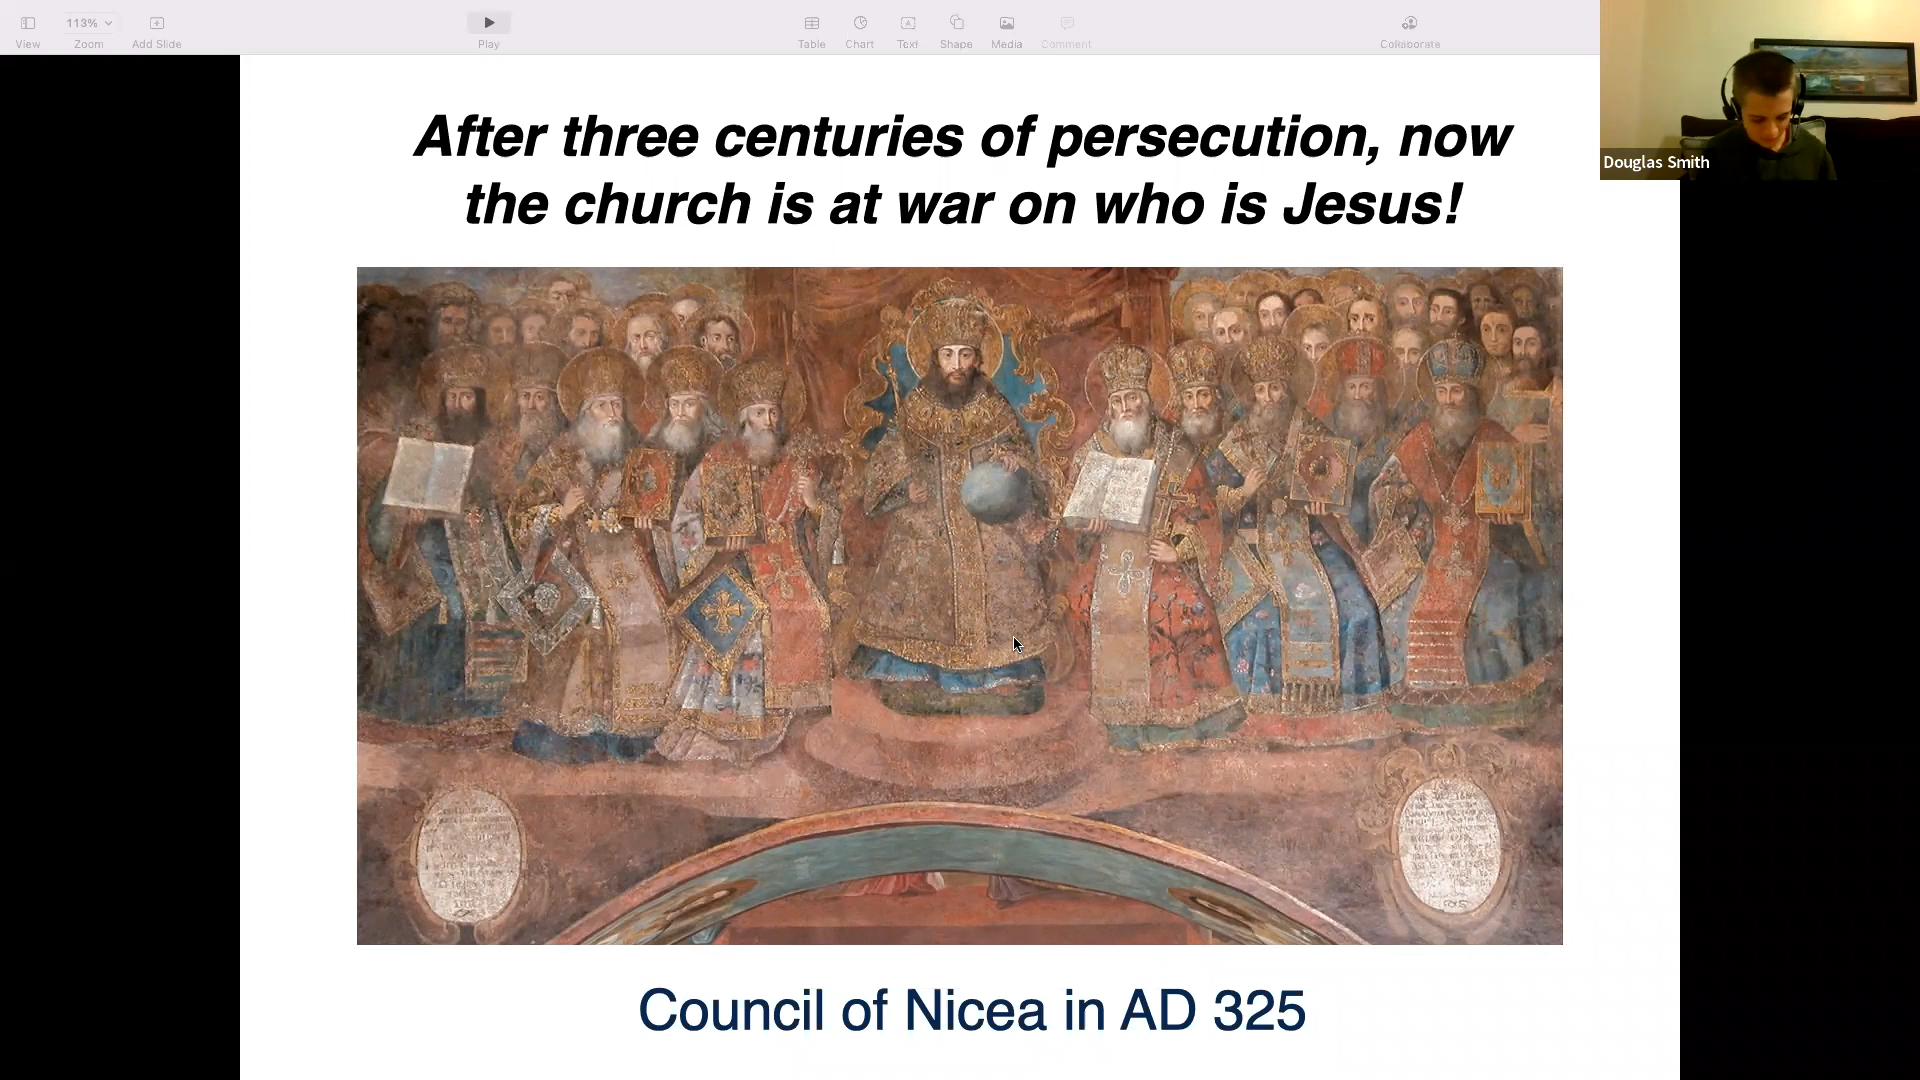 113%
View
Zoom
Add Slide
Play
Table
Chart
Text
Shape
Media
Comment
Collaborate
Douglas Smith
After three centuries of persecution, now
the church is at war on who is Jesus!
Council of Nicea in AD 325